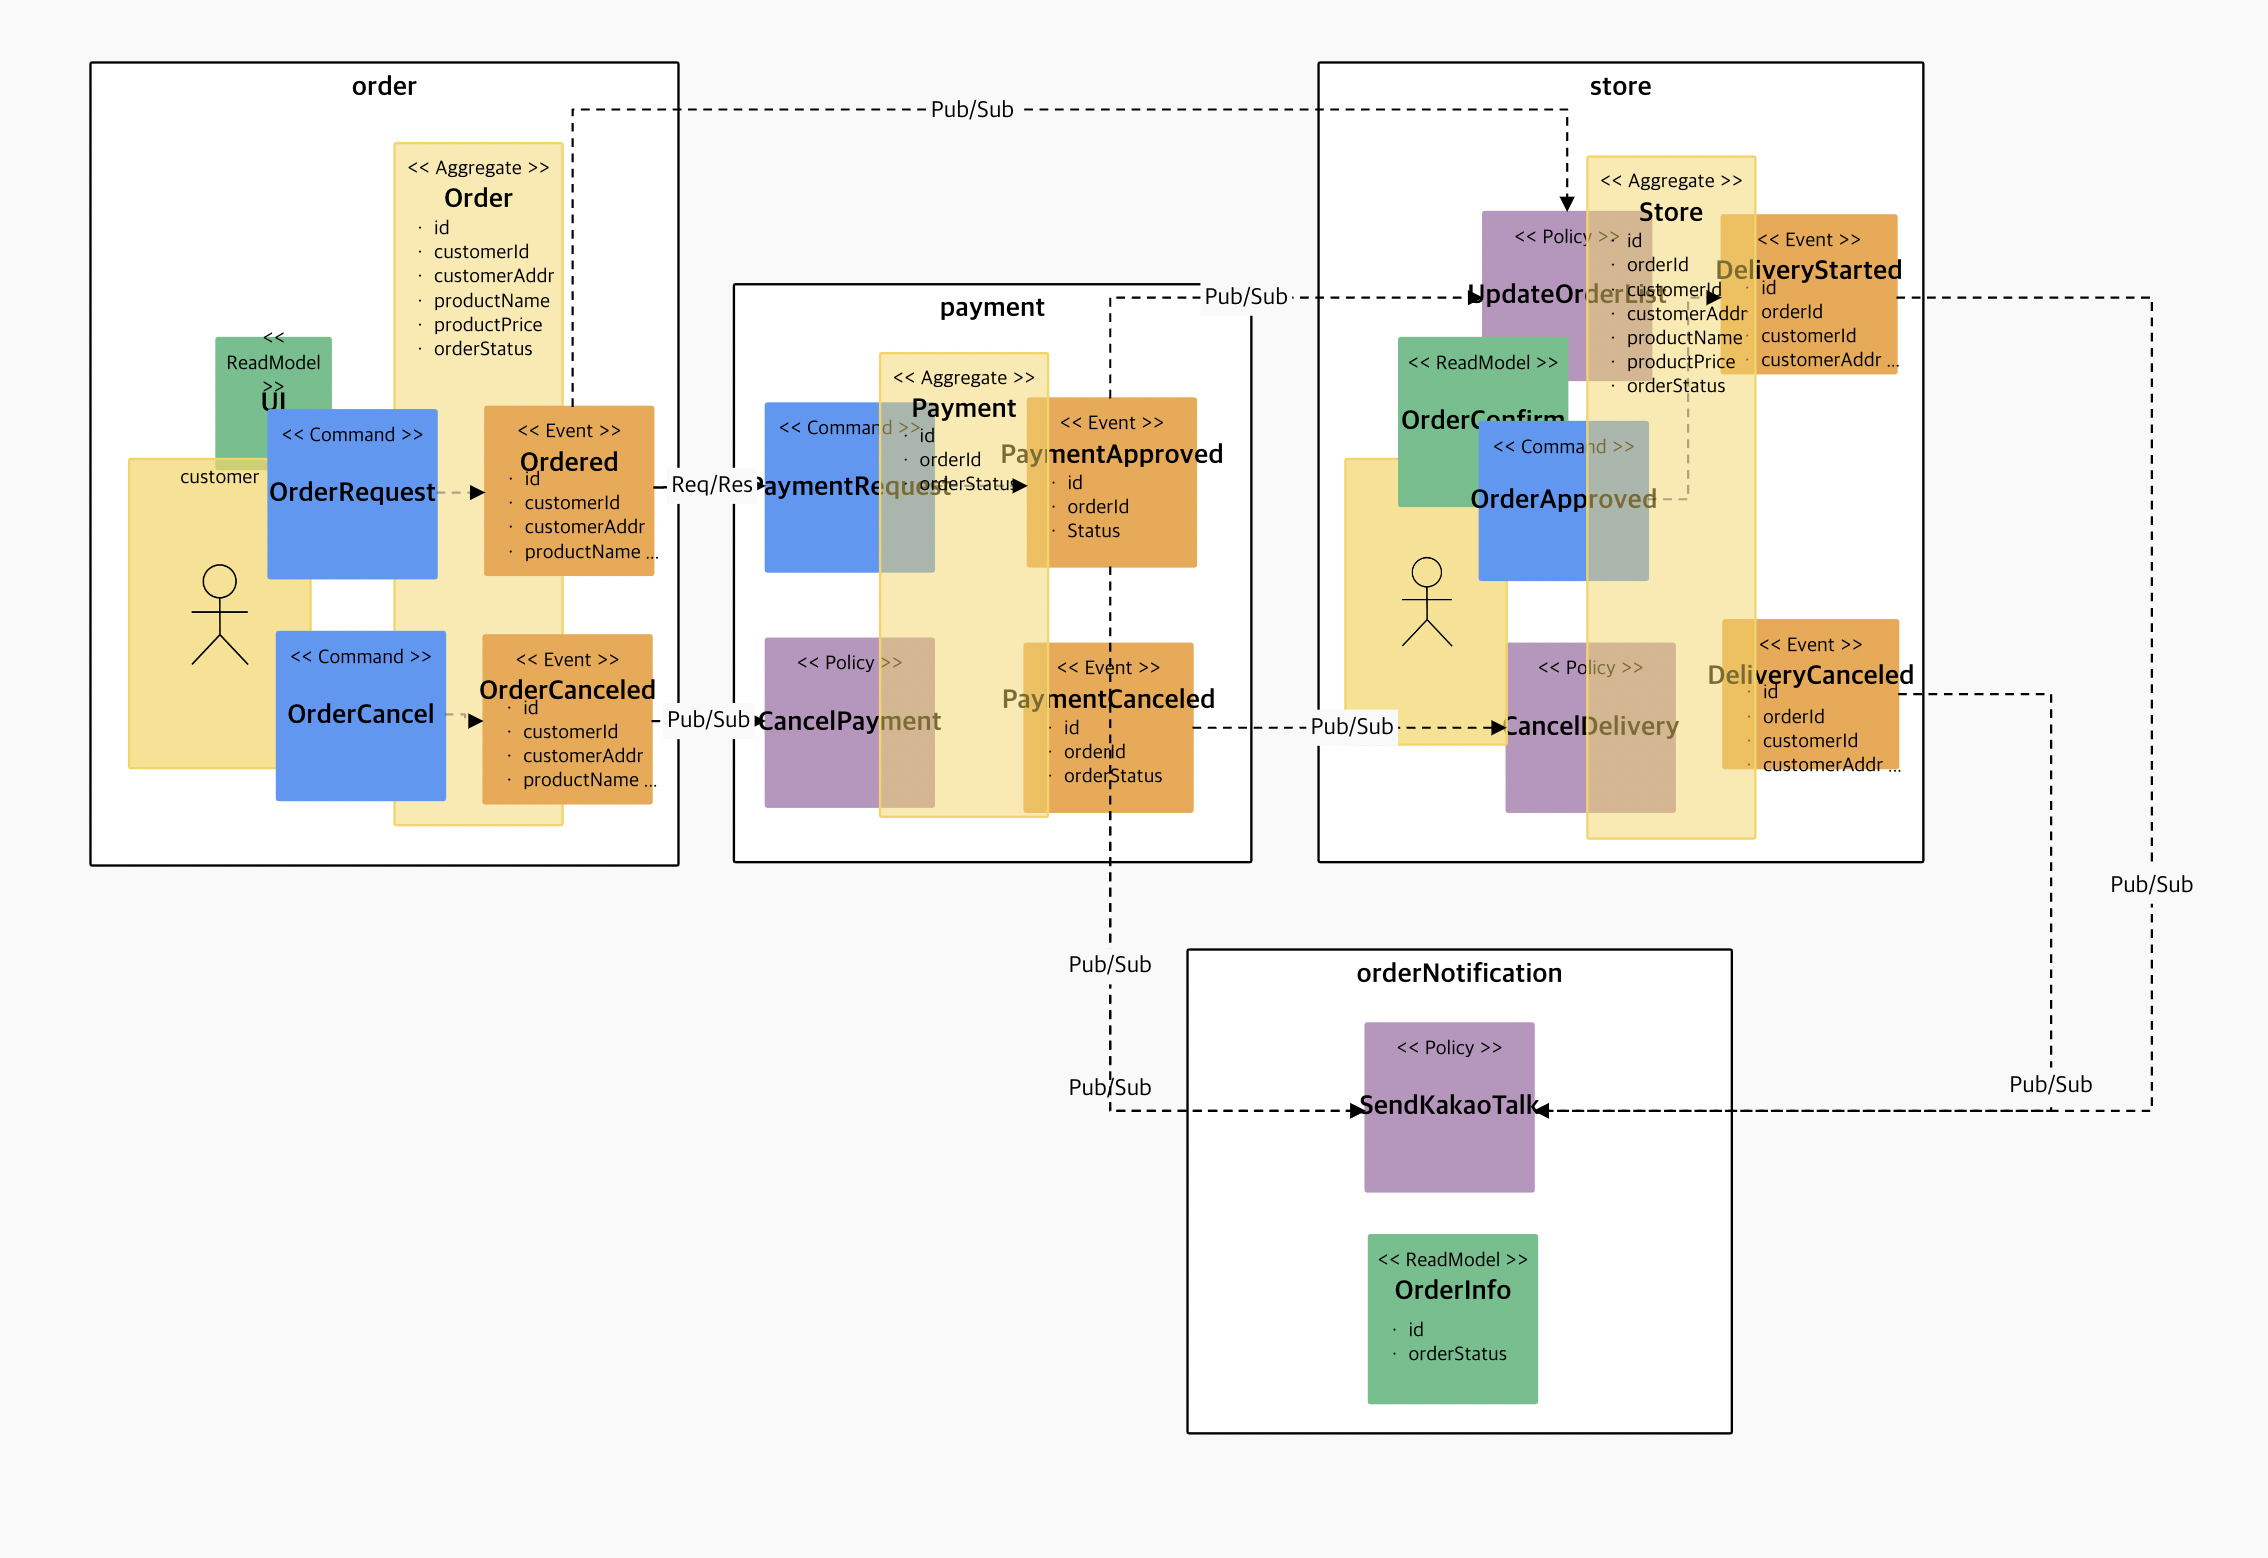 order
<< Aggregate >>
Order
· id
· customerId
· customerAddr
· productName
· productPrice
· orderStatus
<<
ReadModel
>>
UI
customer
<< Command >>
OrderRequest
<< Event >>
Ordered
· id
· customerId
· customerAddr
· productName ...
<< Command >>
OrderCancel
<< Event >>
OrderCanceled
· id
· customerId
· customerAddr
· productName ...
Pub/Sub
Req/Res
Pub/Sub
payment
<< Aggregate >>
Payment
· id
· orderId
· orderStatus
<< Command >>
PaymentRequest
<< Event >>
PaymentApproved
· id
· orderId
· Status
<< Policy >>
CancelPayment
<< Event >>
PaymentCanceled
· id
· orderId
· orderStatus
Pub/Sub
Pub/Sub
store
<< Aggregate >>
Store
· id
· orderId
· customerId
· customerAddr
· productName
· productPrice
· orderStatus
<< Policy >>
UpdateOrderList
<< Event >>
DeliveryStarted
· id
· orderId
· customerId
· customerAddr ...
<< ReadModel >>
OrderConfirm
<< Command >>
OrderApproved
<< Policy >>
CancelDelivery
<< Event >>
DeliveryCanceled
· id
· orderId
· customerId
· customerAddr ...
Pub/Sub
Pub/Sub
Pub/Sub
Pub/Sub
orderNotification
<< Policy >>
SendKakaoTalk
<< ReadModel >>
OrderInfo
· id
· orderStatus